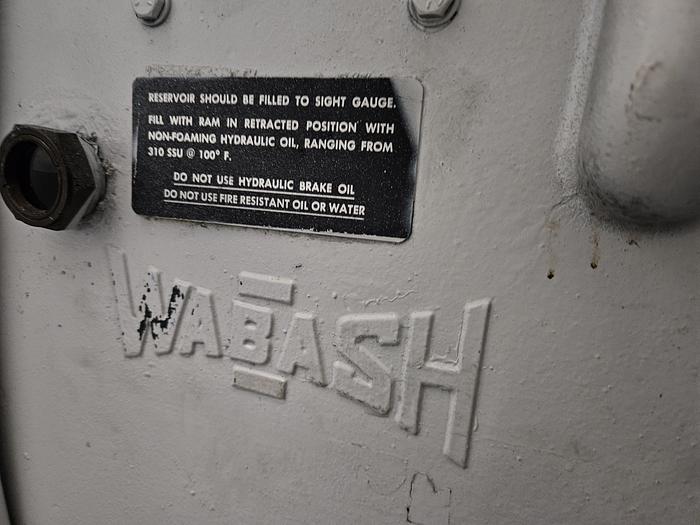 RESERVOIR SHOULD BE FILLED TO SIGHT GAUGE.
FILL WITH RAM IN RETRACTED POSITION WITH
NON-FOAMING HYDRAULIC OIL, RANGING FROM
310 SSU @ 100° F.
DO NOT USE HYDRAULIC BRAKE OIL
DO NOT USE FIRE RESISTANT OIL OR WATER
WABASH